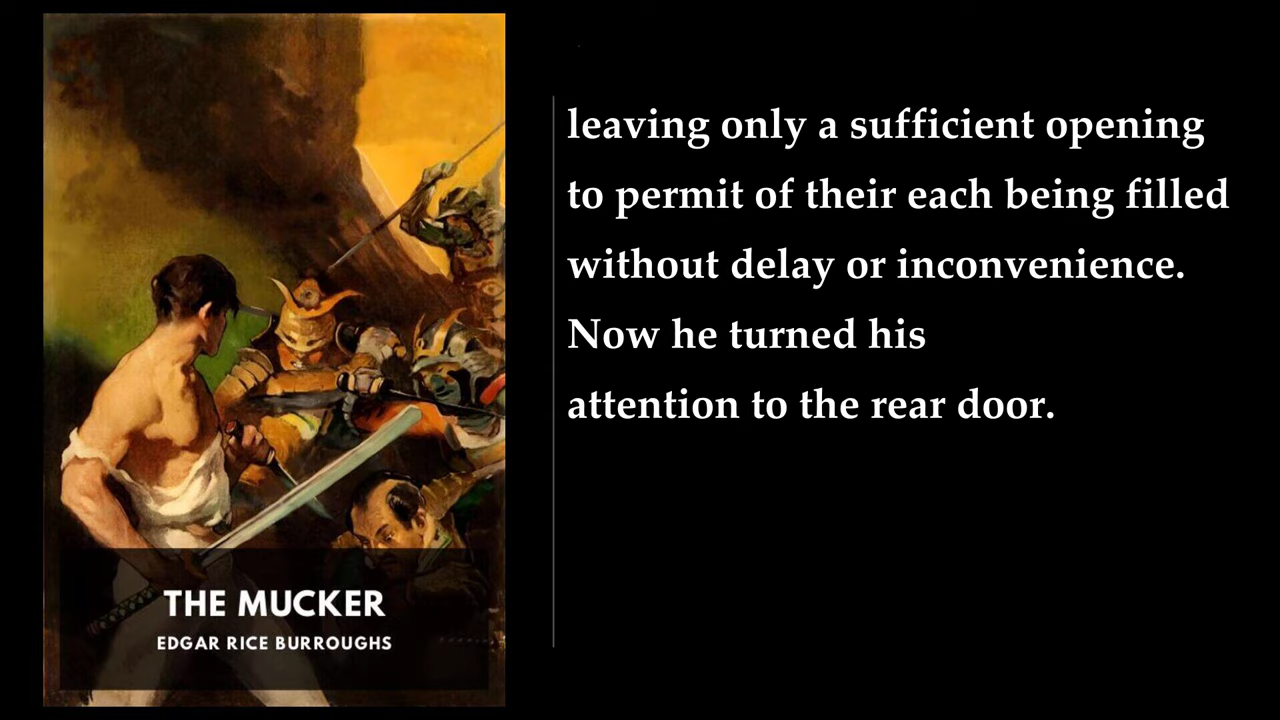 THE MUCKER
EDGAR RICE BURROUGHS
leaving only a sufficient opening
to permit of their each being filled
without delay or inconvenience.
Now he turned his
attention to the rear door.